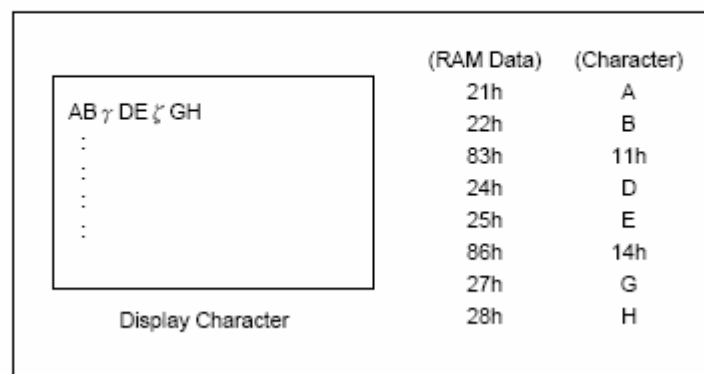 (RAM Data) (Character)
21h A
AB γ DE ζ GH
22h B
:
83h 11h
:
24h D
:
25h E
:
86h 14h
27h G
Display Character
28h H